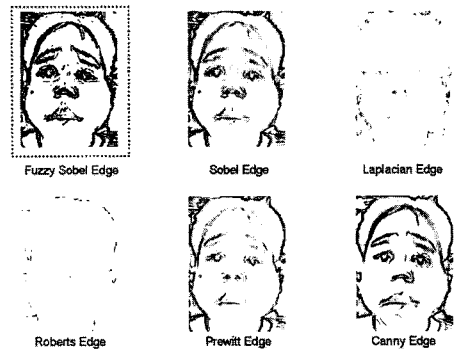 Fuzzy Sobel Edge
Sobel Edge
Laplacian Edge
Roberts Edge
Prewitt Edge
Canny Edge